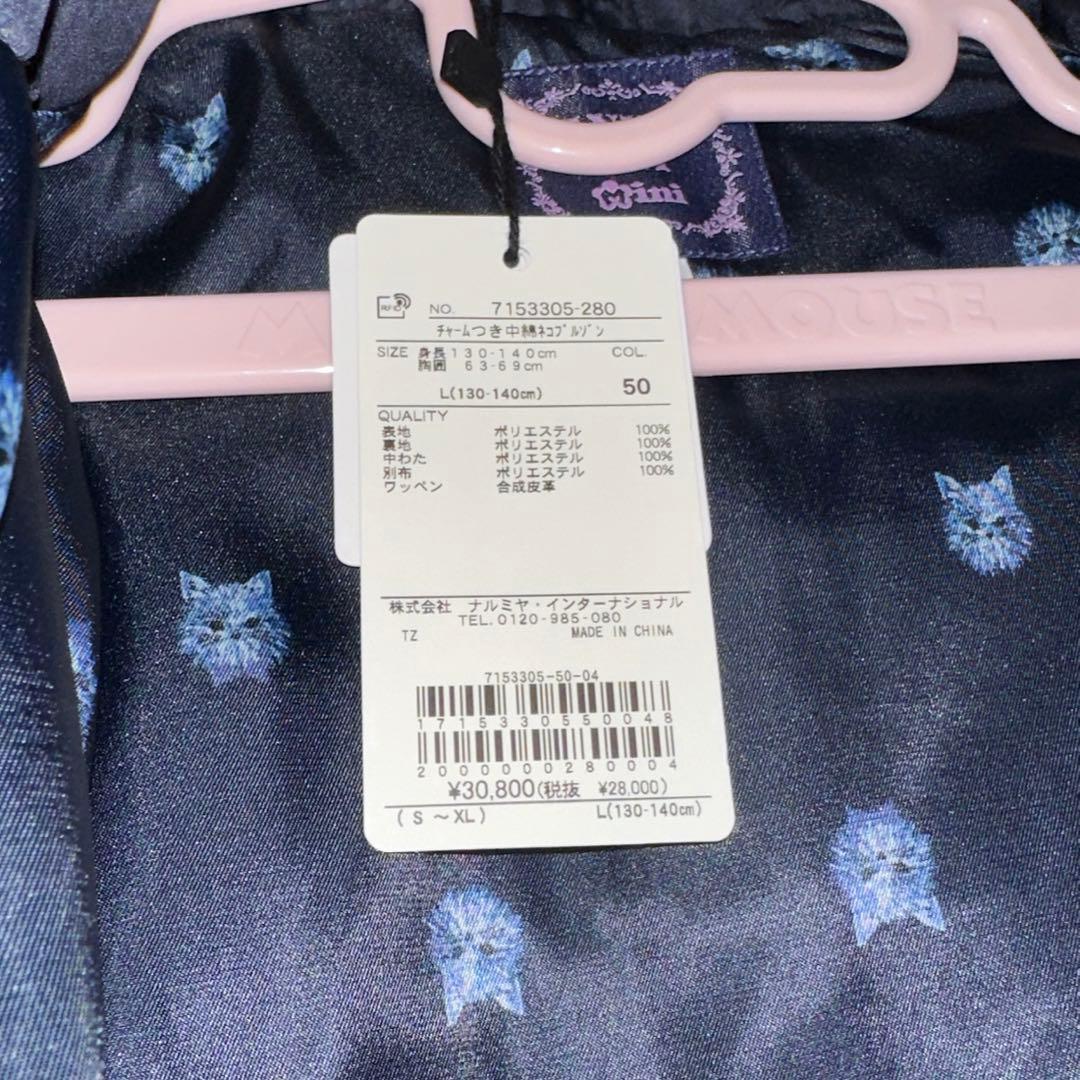 Mini
MOUSE
RFID
NO. 7153305-280
ﾁｬｰﾑつき中綿ﾈｺﾌﾞﾙｿﾞﾝ
SIZE 身長130-140cm COL.
胸囲 63-69cm
L(130-140cm) 50
QUALITY
表地 ポリエステル 100%
裏地 ポリエステル 100%
中わた ポリエステル 100%
別布 ポリエステル 100%
ワッペン 合成皮革
株式会社 ナルミヤ・インターナショナル
TEL.0120-985-080
TZ MADE IN CHINA
7153305-50-04
1715330550048
2000000280004
¥30,800(税抜 ¥28,000)
(S～XL) L(130-140cm)